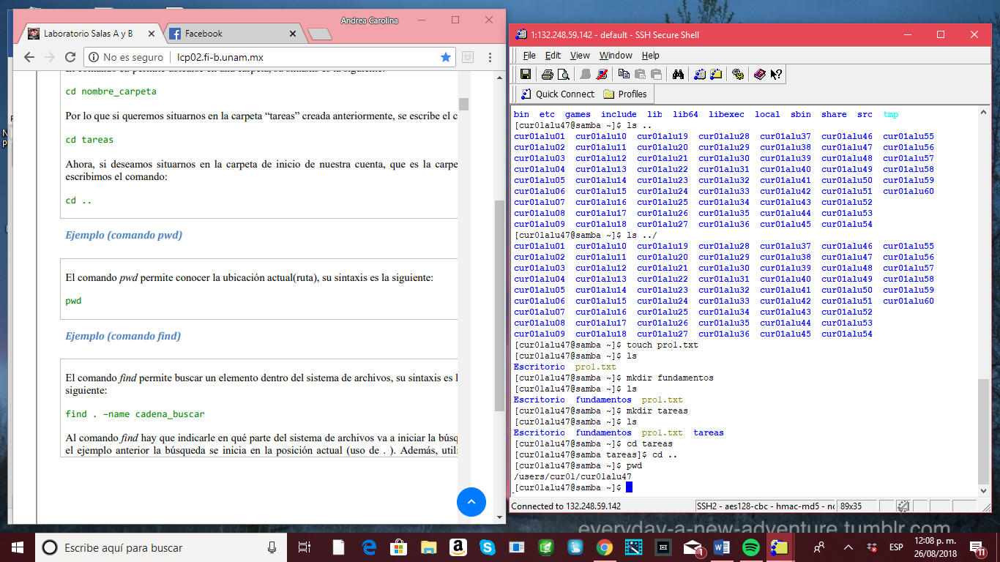 Andrea Carolina
Laboratorio Salas A y B
Facebook
No es seguro
lcp02.fi-b.unam.mx
cd nombre_carpeta
Por lo que si queremos situarnos en la carpeta “tareas” creada anteriormente, se escribe el c
cd tareas
Ahora, si deseamos situarnos en la carpeta de inicio de nuestra cuenta, que es la carpe
escribimos el comando:
cd ..
Ejemplo (comando pwd)
El comando pwd permite conocer la ubicación actual(ruta), su sintaxis es la siguiente:
pwd
Ejemplo (comando find)
El comando find permite buscar un elemento dentro del sistema de archivos, su sintaxis es l
siguiente:
find . –name cadena_buscar
Al comando find hay que indicarle en qué parte del sistema de archivos va a iniciar la búsq
el ejemplo anterior la búsqueda se inicia en la posición actual (uso de . ). Además, util
1:132.248.59.142 - default - SSH Secure Shell
File Edit View Window Help
Quick Connect Profiles
bin etc games include lib lib64 libexec local sbin share src tmp
[cur01alu47@samba ~]$ ls ..
cur01alu01 cur01alu10 cur01alu19 cur01alu28 cur01alu37 cur01alu46 cur01alu55
cur01alu02 cur01alu11 cur01alu20 cur01alu29 cur01alu38 cur01alu47 cur01alu56
cur01alu03 cur01alu12 cur01alu21 cur01alu30 cur01alu39 cur01alu48 cur01alu57
cur01alu04 cur01alu13 cur01alu22 cur01alu31 cur01alu40 cur01alu49 cur01alu58
cur01alu05 cur01alu14 cur01alu23 cur01alu32 cur01alu41 cur01alu50 cur01alu59
cur01alu06 cur01alu15 cur01alu24 cur01alu33 cur01alu42 cur01alu51 cur01alu60
cur01alu07 cur01alu16 cur01alu25 cur01alu34 cur01alu43 cur01alu52
cur01alu08 cur01alu17 cur01alu26 cur01alu35 cur01alu44 cur01alu53
cur01alu09 cur01alu18 cur01alu27 cur01alu36 cur01alu45 cur01alu54
[cur01alu47@samba ~]$ ls ../
cur01alu01 cur01alu10 cur01alu19 cur01alu28 cur01alu37 cur01alu46 cur01alu55
cur01alu02 cur01alu11 cur01alu20 cur01alu29 cur01alu38 cur01alu47 cur01alu56
cur01alu03 cur01alu12 cur01alu21 cur01alu30 cur01alu39 cur01alu48 cur01alu57
cur01alu04 cur01alu13 cur01alu22 cur01alu31 cur01alu40 cur01alu49 cur01alu58
cur01alu05 cur01alu14 cur01alu23 cur01alu32 cur01alu41 cur01alu50 cur01alu59
cur01alu06 cur01alu15 cur01alu24 cur01alu33 cur01alu42 cur01alu51 cur01alu60
cur01alu07 cur01alu16 cur01alu25 cur01alu34 cur01alu43 cur01alu52
cur01alu08 cur01alu17 cur01alu26 cur01alu35 cur01alu44 cur01alu53
cur01alu09 cur01alu18 cur01alu27 cur01alu36 cur01alu45 cur01alu54
[cur01alu47@samba ~]$ touch pro1.txt
[cur01alu47@samba ~]$ ls
Escritorio pro1.txt
[cur01alu47@samba ~]$ mkdir fundamentos
[cur01alu47@samba ~]$ ls
Escritorio fundamentos pro1.txt
[cur01alu47@samba ~]$ mkdir tareas
[cur01alu47@samba ~]$ ls
Escritorio fundamentos pro1.txt tareas
[cur01alu47@samba ~]$ cd tareas
[cur01alu47@samba tareas]$ cd ..
[cur01alu47@samba ~]$ pwd
/users/cur01/cur01alu47
[cur01alu47@samba ~]$
Connected to 132.248.59.142
SSH2 - aes128-cbc - hmac-md5 - nc
89x35
everyday-a-new-adventure.tumblr.com
Escribe aquí para buscar
1
ESP
12:08 p. m.
26/08/2018
11